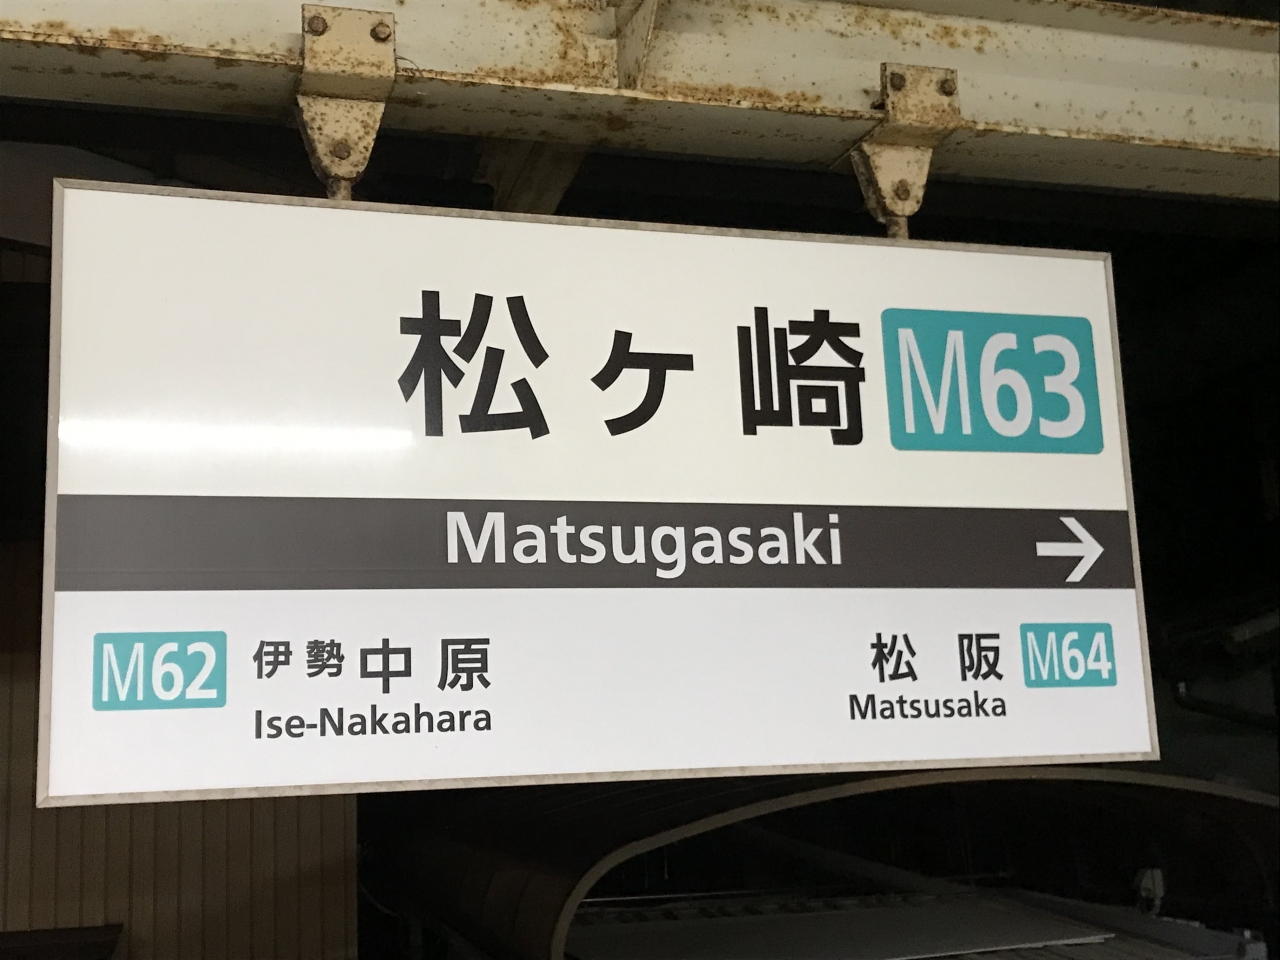 松ヶ崎 M63
Matsugasaki →
M62 伊勢中原
Ise-Nakahara
松阪 M64
Matsusaka